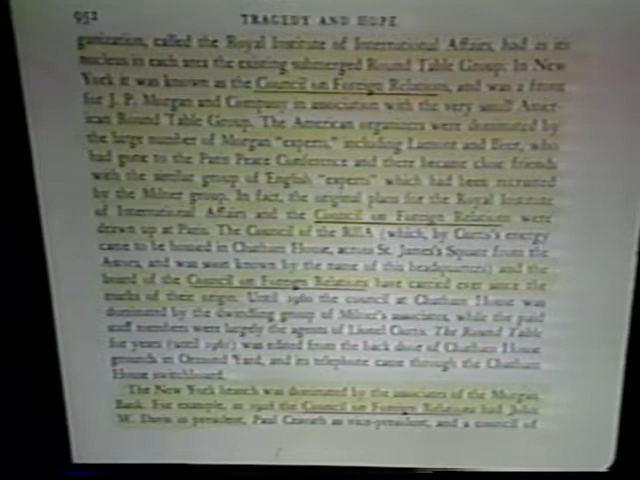 952 TRAGEDY AND HOPE
ganization, called the Royal Institute of International Affairs, had as its
nucleus in each area the existing submerged Round Table Group. In New
York it was known as the Council on Foreign Relations, and was a front
for J. P. Morgan and Company in association with the very small Amer-
ican Round Table Group. The American organizers were dominated by
the large number of Morgan "experts," including Lamont and Beer, who
had gone to the Paris Peace Conference and there became close friends
with the similar group of English "experts" which had been recruited
by the Milner group. In fact, the original plans for the Royal Institute
of International Affairs and the Council on Foreign Relations were
drawn up at Paris. The Council of the RIIA (which, by Curtis's energy
came to be housed in Chatham House, across St. James's Square from the
Astors, and was soon known by the name of this headquarters) and the
board of the Council on Foreign Relations have carried ever since the
marks of their origin. Until 1960 the council at Chatham House was
dominated by the dwindling group of Milner's associates, while the paid
staff members were largely the agents of Lionel Curtis. The Round Table
for years (until 1961) was edited from the back door of Chatham House
grounds in Ormond Yard, and its telephone came through the Chatham
House switchboard.
The New York branch was dominated by the associates of the Morgan
Bank. For example, in 1928 the Council on Foreign Relations had John
W. Davis as president, Paul Cravath as vice-president, and a council of